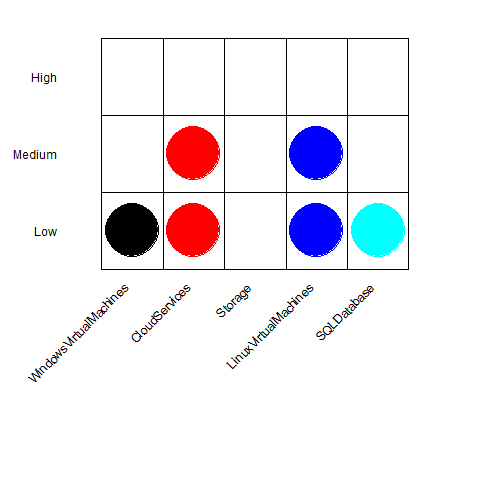 High
Medium
Low
WindowsVirtualMachines
CloudServices
Storage
LinuxVirtualMachines
SQLDatabase